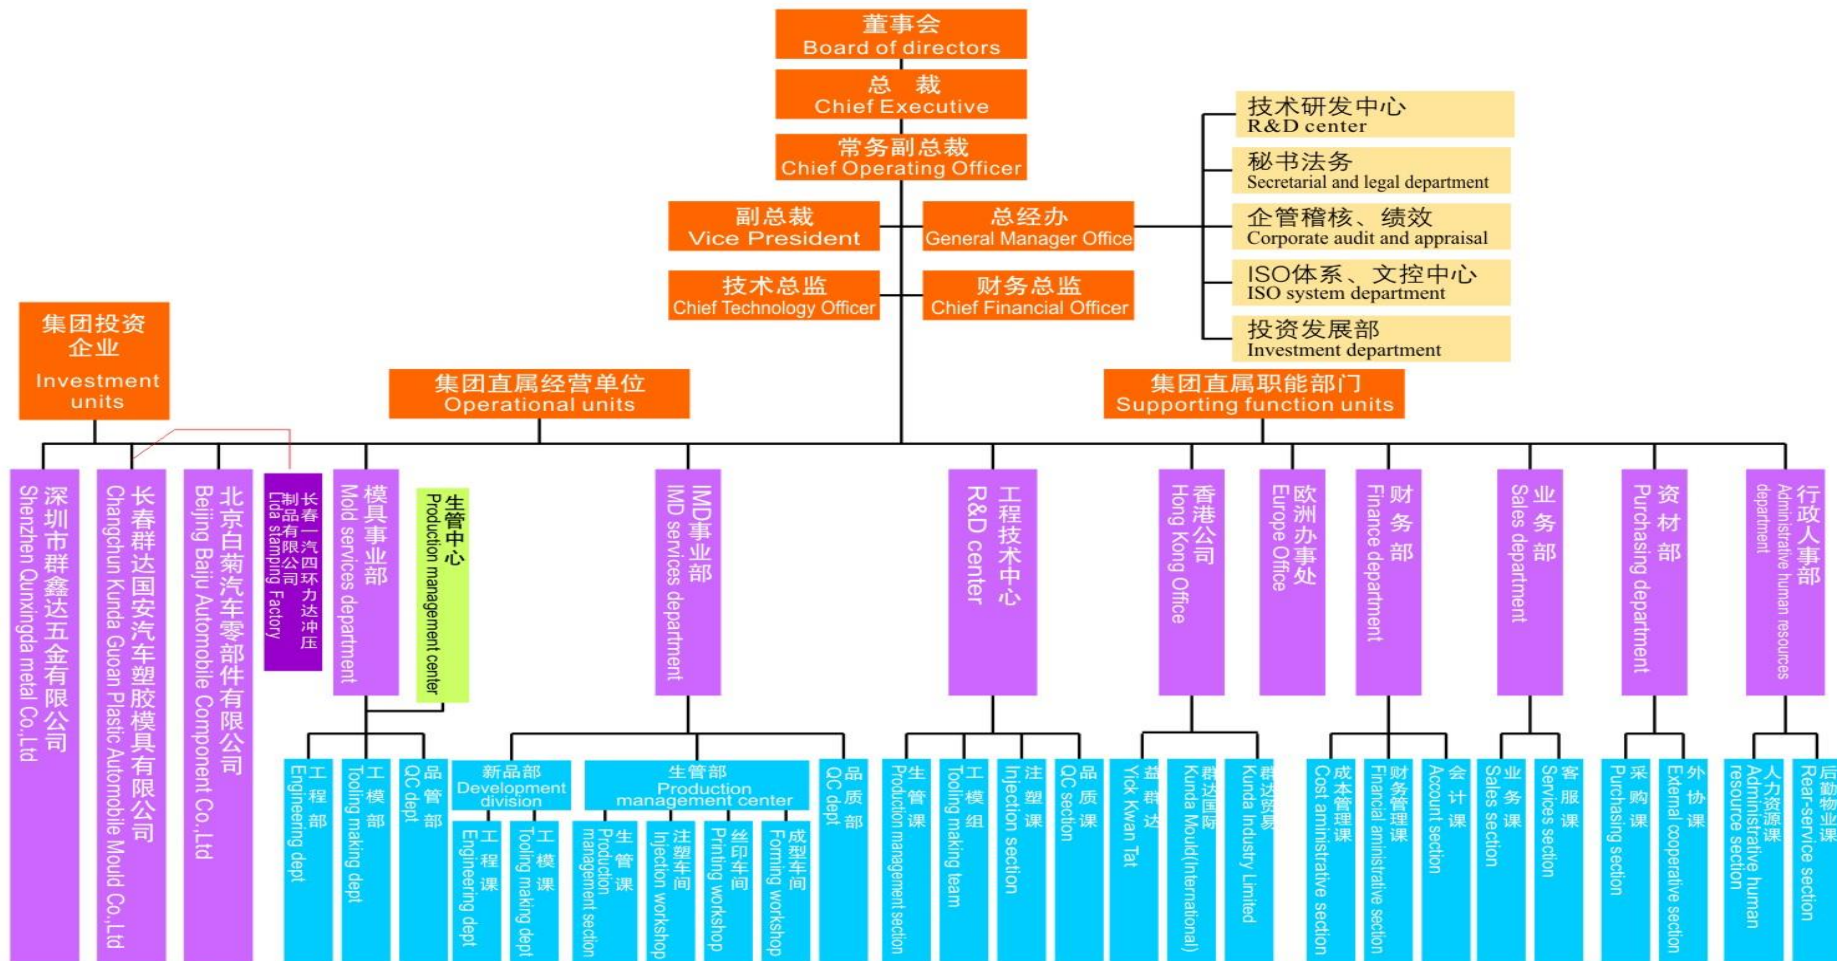 董事会
Board of directors
总 裁
Chief Executive
常务副总裁
Chief Operating Officer
副总裁
Vice President
总经办
General Manager Office
技术总监
Chief Technology Officer
财务总监
Chief Financial Officer
技术研发中心
R&D center
秘书法务
Secretarial and legal department
企管稽核、绩效
Corporate audit and appraisal
ISO体系、文控中心
ISO system department
投资发展部
Investment department
集团投资
企业
Investment
units
集团直属经营单位
Operational units
集团直属职能部门
Supporting function units
深圳市群鑫达五金有限公司
Shenzhen Qunxingda metal Co.,Ltd
长春群达国安汽车塑胶模具有限公司
Changchun Kunda Guoan Plastic Automobile Mould Co.,Ltd
北京白菊汽车零部件有限公司
Beijing Baiju Automobile Component Co.,Ltd
长春一汽四环力达冲压
制品有限公司
Lida stamping Factory
模具事业部
Mold services department
生管中心
Production management center
IMD事业部
IMD services department
工程技术中心
R&D center
香港公司
Hong Kong Office
欧洲办事处
Europe Office
财务部
Finance department
业务部
Sales department
资材部
Purchasing department
行政人事部
Administrative human resources
department
工程部
Engineering dept
工模部
Tooling making dept
品管部
QC dept
新品部
Development
division
工程课
Engineering dept
工模课
Tooling making dept
生管部
Production
management center
生管课
Production
management section
注塑车间
Injection workshop
丝印车间
Printing workshop
成型车间
Forming workshop
品质部
QC dept
生管课
Production management section
工模组
Tooling making team
注塑课
Injection section
品质课
QC section
益群达
Yick Kwan Tat
群达国际
Kunda Mould(International)
群达贸易
Kunda Industry Limited
成本管理课
Cost aministrative section
财务管理课
Financial aministrative section
会计课
Account section
业务课
Sales section
客服课
Services section
采购课
Purchasing section
外协课
External cooperative section
人力资源课
Administrative human
resource section
后勤物业课
Rear-service section